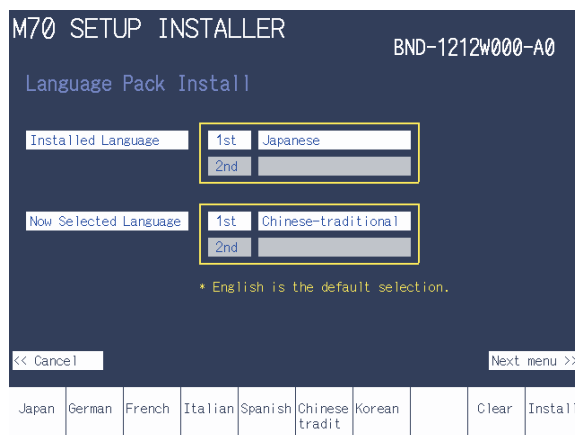 M70 SETUP INSTALLER
BND-1212W000-A0
Language Pack Install
Installed Language 1st Japanese
2nd
Now Selected Language 1st Chinese-traditional
2nd
* English is the default selection.
<< Cancel Next menu >>
Japan German French Italian Spanish Chinese tradit Korean Clear Install